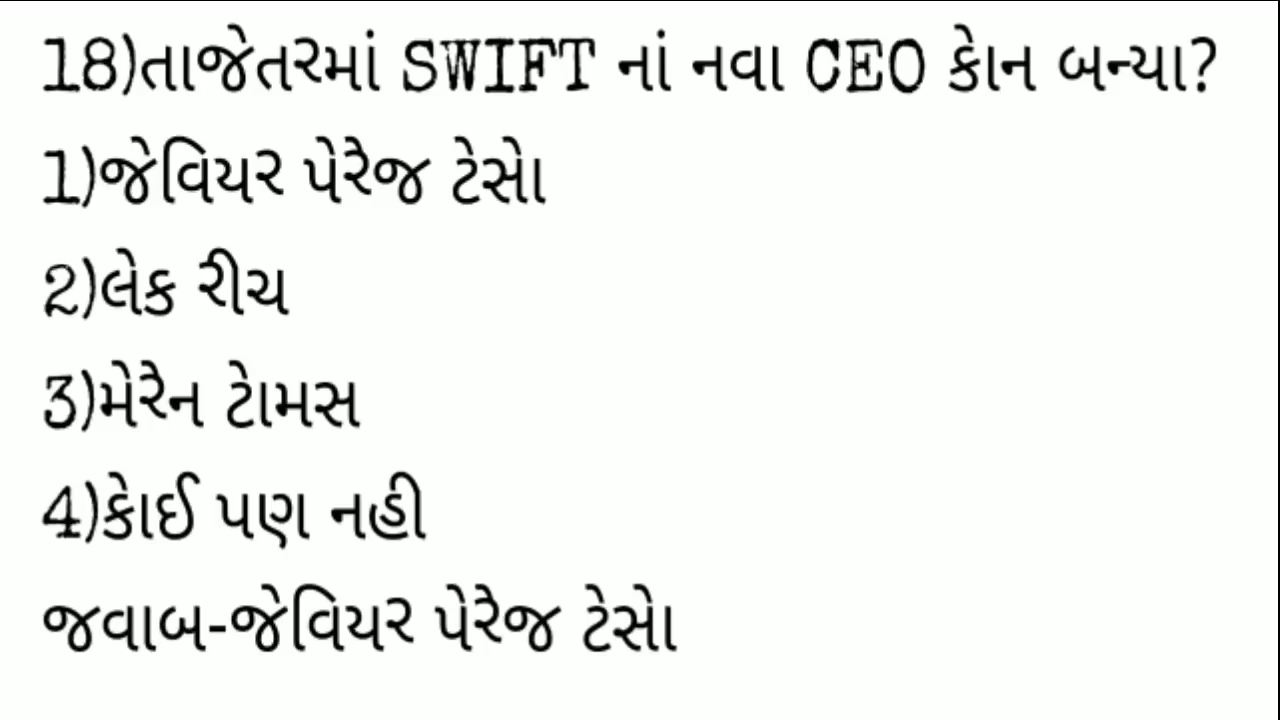 18)તાજેતરમાં SWIFT નાં નવા CEO કોન બન્યા?
1)જેવિયર પેરેજ ટેસો
2)લેક રીચ
3)મેરેન ટોમસ
4)કોઈ પણ નહી
જવાબ-જેવિયર પેરેજ ટેસો